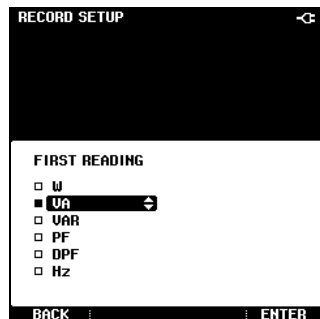 RECORD SETUP
FIRST READING
W
VA
VAR
PF
DPF
Hz
BACK ENTER